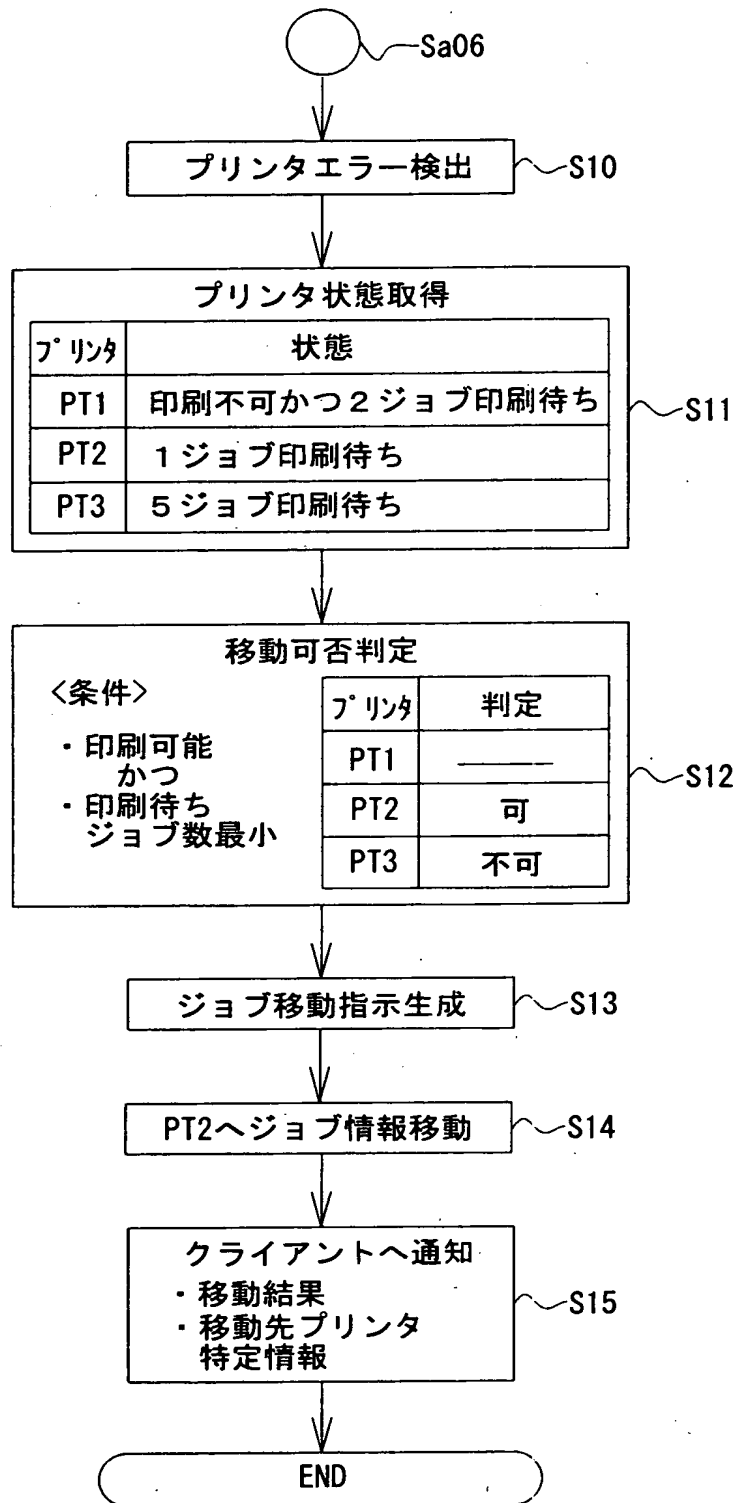 Sa06
プリンタエラー検出
S10
プリンタ状態取得
プリンタ 状態
PT1 印刷不可かつ２ジョブ印刷待ち
PT2 １ジョブ印刷待ち
PT3 ５ジョブ印刷待ち
S11
移動可否判定
<条件>
・印刷可能
かつ
・印刷待ち
ジョブ数最小
プリンタ 判定
PT1 ―――
PT2 可
PT3 不可
S12
ジョブ移動指示生成
S13
PT2へジョブ情報移動
S14
クライアントへ通知
・移動結果
・移動先プリンタ
特定情報
S15
END